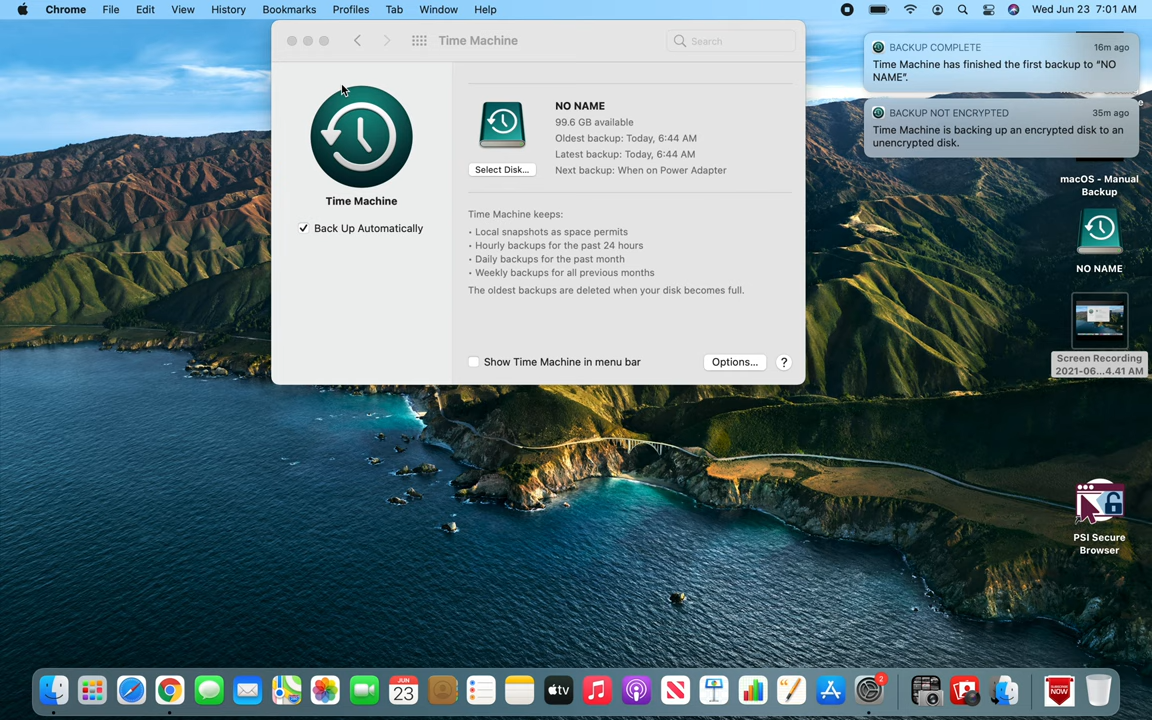 Chrome File Edit View History Bookmarks Profiles Tab Window Help
Wed Jun 23 7:01 AM
Time Machine
Search
Time Machine
Back Up Automatically
NO NAME
99.6 GB available
Oldest backup: Today, 6:44 AM
Latest backup: Today, 6:44 AM
Next backup: When on Power Adapter
Select Disk...
Time Machine keeps:
• Local snapshots as space permits
• Hourly backups for the past 24 hours
• Daily backups for the past month
• Weekly backups for all previous months
The oldest backups are deleted when your disk becomes full.
Show Time Machine in menu bar
Options...
?
BACKUP COMPLETE
16m ago
Time Machine has finished the first backup to “NO
NAME”.
BACKUP NOT ENCRYPTED
35m ago
Time Machine is backing up an encrypted disk to an
unencrypted disk.
macOS - Manual
Backup
NO NAME
Screen Recording
2021-06...4.41 AM
PSI Secure
Browser
JUN
23
tv
2
NOW